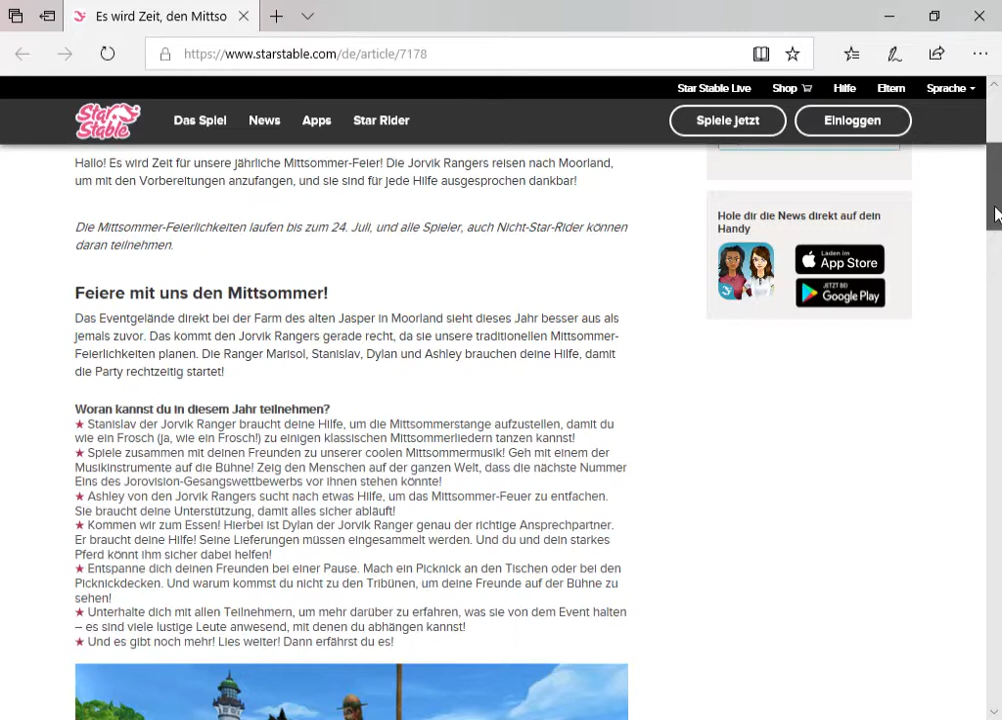 Es wird Zeit, den Mittso
https://www.starstable.com/de/article/7178
Star Stable Live Shop Hilfe Eltern Sprache
Star Stable Das Spiel News Apps Star Rider Spiele jetzt Einloggen
Hallo! Es wird Zeit für unsere jährliche Mittsommer-Feier! Die Jorvik Rangers reisen nach Moorland,
um mit den Vorbereitungen anzufangen, und sie sind für jede Hilfe ausgesprochen dankbar!
Die Mittsommer-Feierlichkeiten laufen bis zum 24. Juli, und alle Spieler, auch Nicht-Star-Rider können
daran teilnehmen.
Feiere mit uns den Mittsommer!
Das Eventgelände direkt bei der Farm des alten Jasper in Moorland sieht dieses Jahr besser aus als
jemals zuvor. Das kommt den Jorvik Rangers gerade recht, da sie unsere traditionellen Mittsommer-
Feierlichkeiten planen. Die Ranger Marisol, Stanislav, Dylan und Ashley brauchen deine Hilfe, damit
die Party rechtzeitig startet!
Woran kannst du in diesem Jahr teilnehmen?
★ Stanislav der Jorvik Ranger braucht deine Hilfe, um die Mittsommerstange aufzustellen, damit du
wie ein Frosch (ja, wie ein Frosch!) zu einigen klassischen Mittsommerliedern tanzen kannst!
★ Spiele zusammen mit deinen Freunden zu unserer coolen Mittsommermusik! Geh mit einem der
Musikinstrumente auf die Bühne! Zeig den Menschen auf der ganzen Welt, dass die nächste Nummer
Eins des Jorovision-Gesangswettbewerbs vor ihnen stehen könnte!
★ Ashley von den Jorvik Rangers sucht nach etwas Hilfe, um das Mittsommer-Feuer zu entfachen.
Sie braucht deine Unterstützung, damit alles sicher abläuft!
★ Kommen wir zum Essen! Hierbei ist Dylan der Jorvik Ranger genau der richtige Ansprechpartner.
Er braucht deine Hilfe! Seine Lieferungen müssen eingesammelt werden. Und du und dein starkes
Pferd könnt ihm sicher dabei helfen!
★ Entspanne dich deinen Freunden bei einer Pause. Mach ein Picknick an den Tischen oder bei den
Picknickdecken. Und warum kommst du nicht zu den Tribünen, um deine Freunde auf der Bühne zu
sehen!
★ Unterhalte dich mit allen Teilnehmern, um mehr darüber zu erfahren, was sie von dem Event halten
– es sind viele lustige Leute anwesend, mit denen du abhängen kannst!
★ Und es gibt noch mehr! Lies weiter! Dann erfährst du es!
Hole dir die News direkt auf dein
Handy
Laden im
App Store
JETZT BEI
Google Play